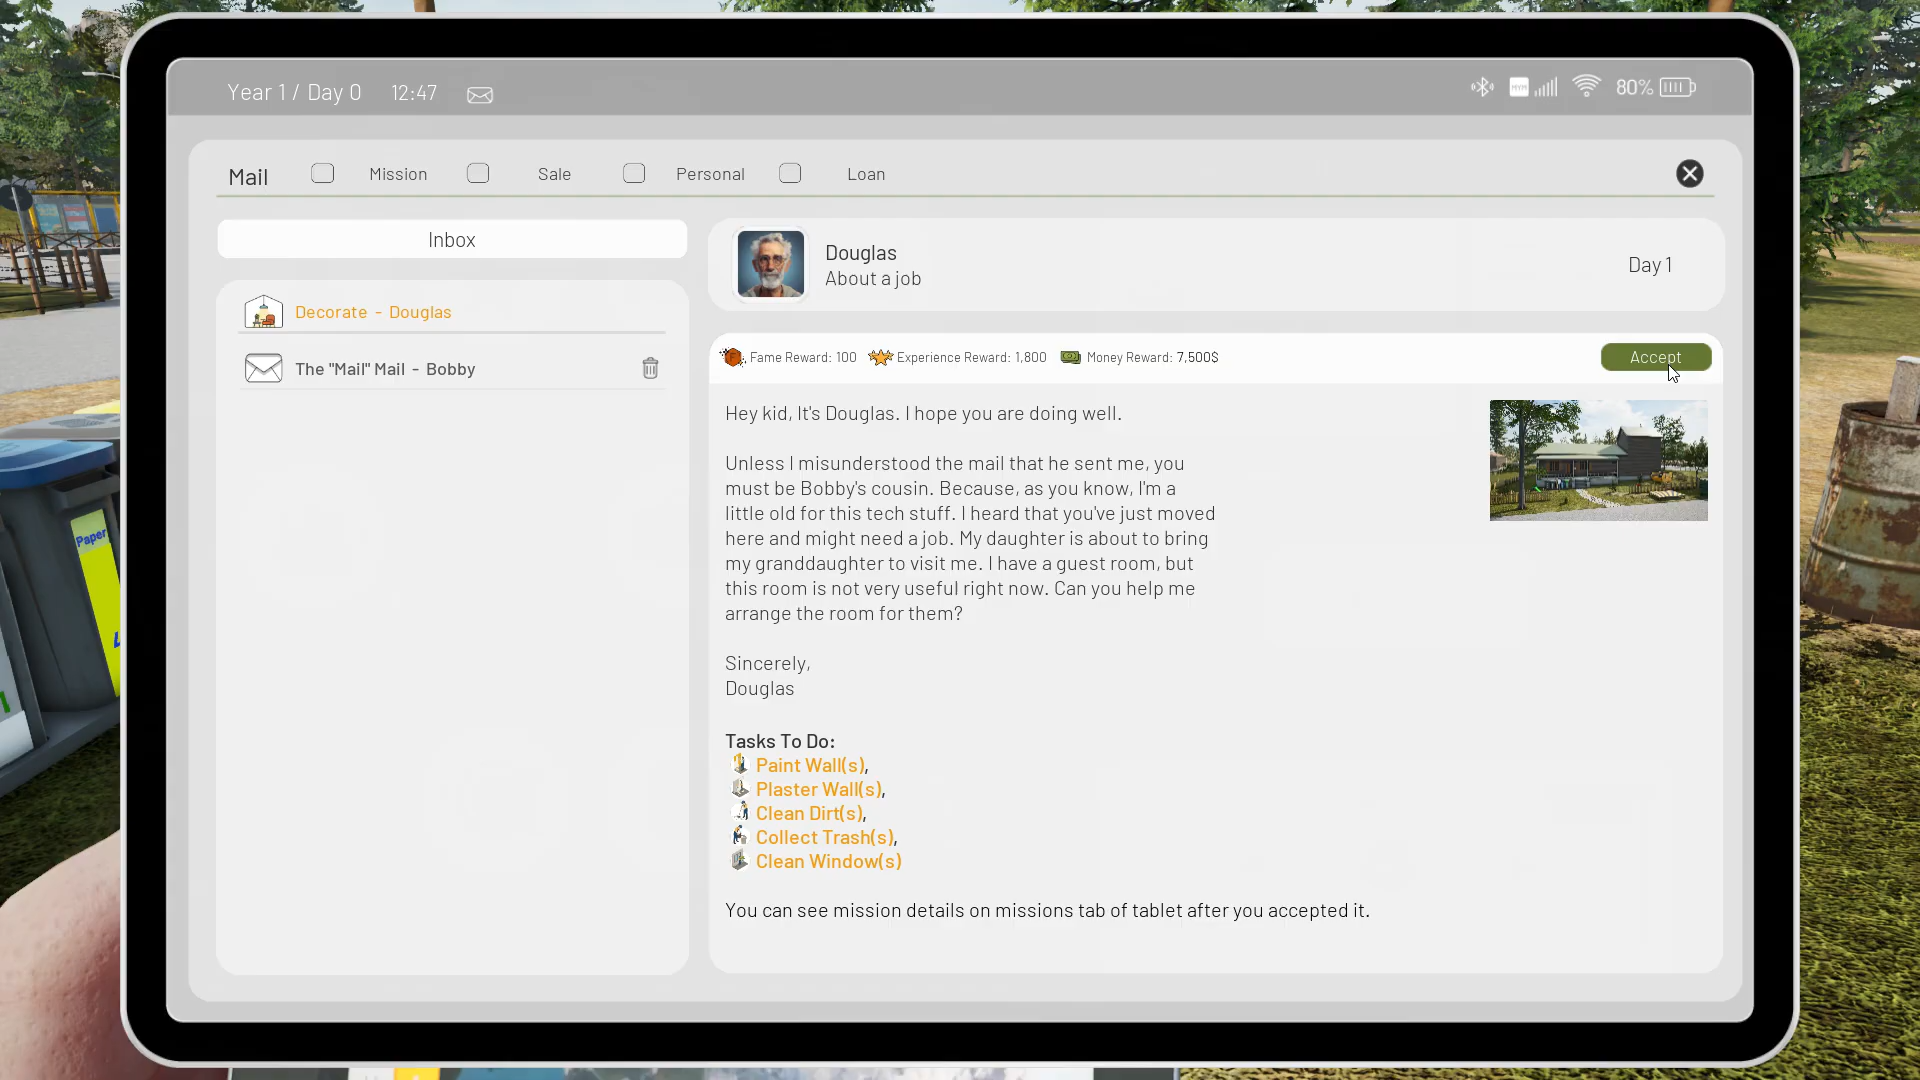 Year 1 / Day 0 12:47
80%
Mail Mission Sale Personal Loan
Inbox
Decorate - Douglas
The "Mail" Mail - Bobby
Douglas
About a job
Day 1
Fame Reward: 100 Experience Reward: 1,800 Money Reward: 7,500$
Accept
Hey kid, It's Douglas. I hope you are doing well.
Unless I misunderstood the mail that he sent me, you
must be Bobby's cousin. Because, as you know, I'm a
little old for this tech stuff. I heard that you've just moved
here and might need a job. My daughter is about to bring
my granddaughter to visit me. I have a guest room, but
this room is not very useful right now. Can you help me
arrange the room for them?
Sincerely,
Douglas
Tasks To Do:
Paint Wall(s),
Plaster Wall(s),
Clean Dirt(s),
Collect Trash(s),
Clean Window(s)
You can see mission details on missions tab of tablet after you accepted it.
Paper